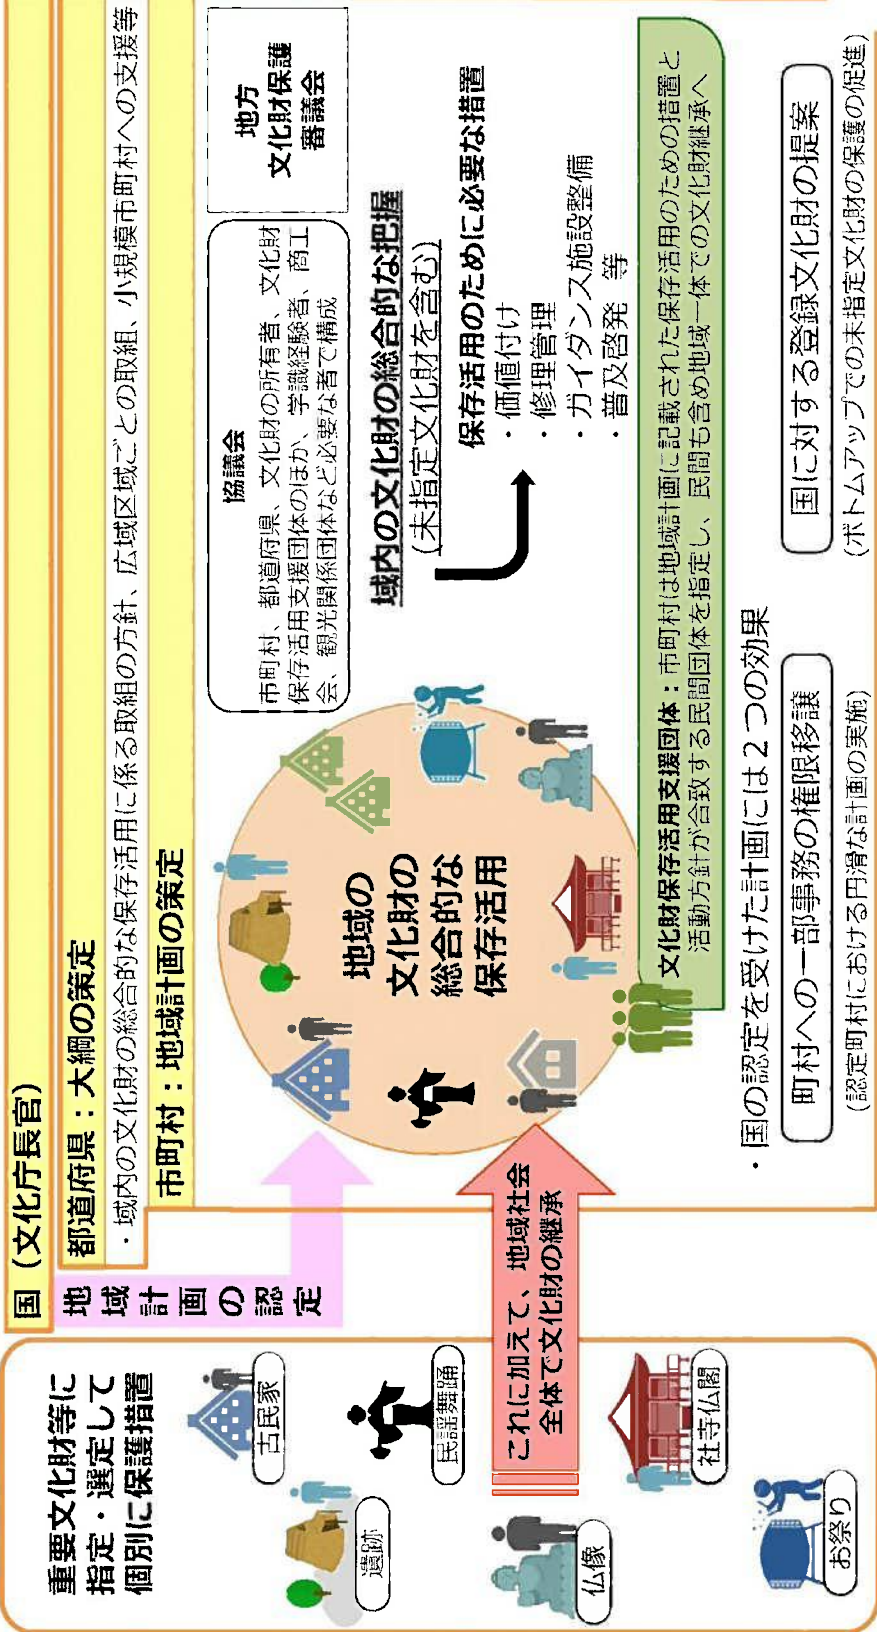 重要文化財等に
指定・選定して
個別に保護措置
古民家
遺跡
民謡舞踊
仏像
社寺仏閣
お祭り
国（文化庁長官）
地域計画の認定
都道府県：大綱の策定
・域内の文化財の総合的な保存活用に係る取組の方針、広域区域ごとの取組、小規模市町村への支援等
市町村：地域計画の策定
これに加えて、地域社会
全体で文化財の継承
地域の
文化財の
総合的な
保存活用
協議会
市町村、都道府県、文化財の所有者、文化財
保存活用支援団体のほか、学識経験者、商工
会、観光関係団体など必要な者で構成
地方
文化財保護
審議会
域内の文化財の総合的な把握
（未指定文化財を含む）
保存活用のために必要な措置
・価値付け
・修理管理
・ガイダンス施設整備
・普及啓発 等
文化財保存活用支援団体：市町村は地域計画に記載された保存活用のための措置と
活動方針が合致する民間団体を指定し、民間も含め地域一体での文化財継承へ
・国の認定を受けた計画には２つの効果
町村への一部事務の権限移譲
（認定町村における円滑な計画の実施）
国に対する登録文化財の提案
（ボトムアップでの未指定文化財の保護の促進）